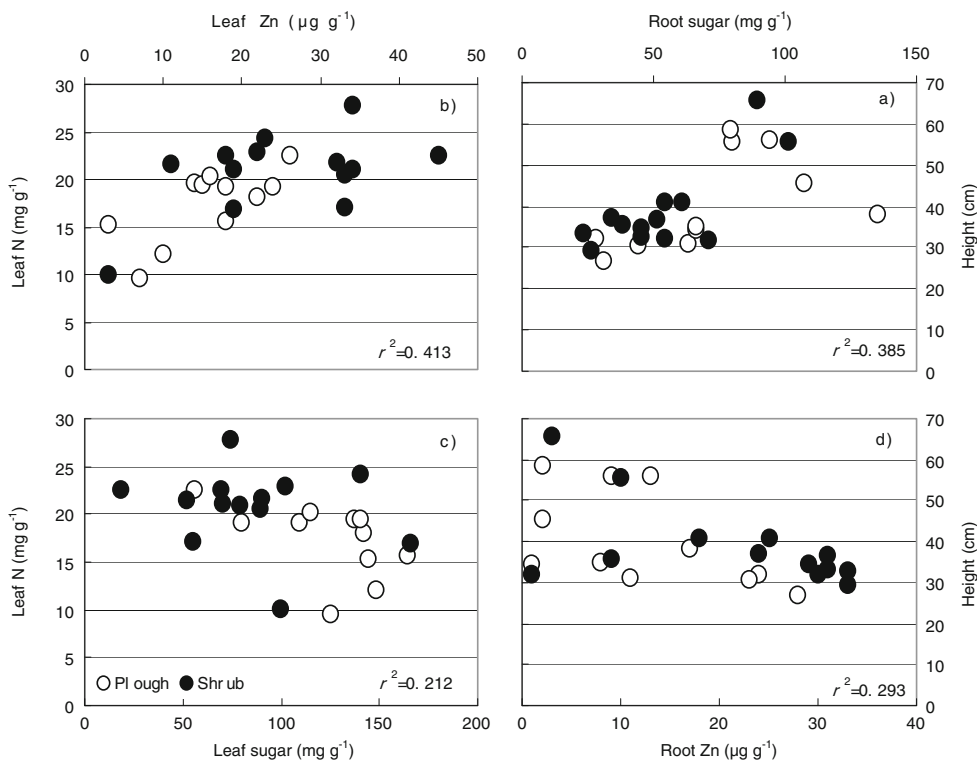 Leaf Zn (µg g⁻¹)
0 10 20 30 40 50
30
25
20
15
10
5
0
Leaf N (mg g⁻¹)
b)
r²=0. 413
Root sugar (mg g⁻¹)
50 100 150
70
60
50
40
30
20
10
0
Height (cm)
a)
r²=0. 385
30
25
20
15
10
5
0
Leaf N (mg g⁻¹)
c)
Pl ough Shr ub
r²=0. 212
0 50 100 150 200
Leaf sugar (mg g⁻¹)
70
60
50
40
30
20
10
0
Height (cm)
d)
r²=0. 293
0 10 20 30 40
Root Zn (µg g⁻¹)